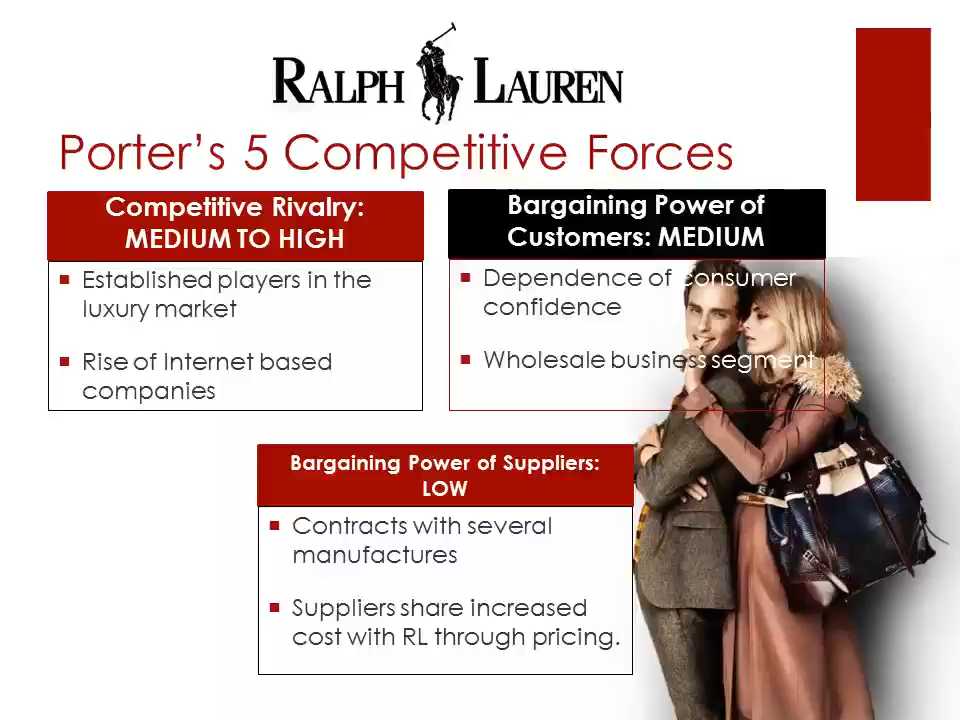 RALPH LAUREN
Porter's 5 Competitive Forces
Competitive Rivalry:
MEDIUM TO HIGH
▪ Established players in the
luxury market
▪ Rise of Internet based
companies
Bargaining Power of
Customers: MEDIUM
▪ Dependence of consumer
confidence
▪ Wholesale business segment
Bargaining Power of Suppliers:
LOW
▪ Contracts with several
manufactures
▪ Suppliers share increased
cost with RL through pricing.